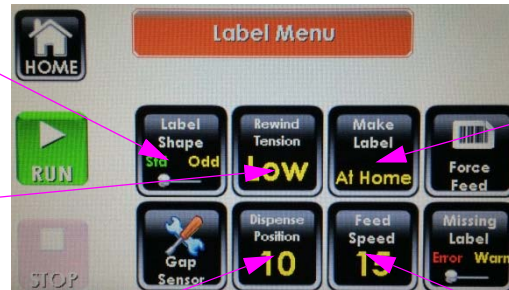 Label Menu
HOME
RUN
STOP
Label
Shape
Std Odd
Rewind
Tension
Low
Make
Label
At Home
Force
Feed
Gap
Sensor
Dispense
Position
10
Feed
Speed
15
Missing
Label
Error Warn